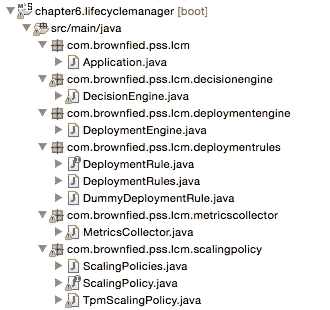 chapter6.lifecyclemanager [boot]
src/main/java
com.brownfied.pss.lcm
Application.java
com.brownfied.pss.lcm.decisionengine
DecisionEngine.java
com.brownfied.pss.lcm.deploymentengine
DeploymentEngine.java
com.brownfied.pss.lcm.deploymentrules
DeploymentRule.java
DeploymentRules.java
DummyDeploymentRule.java
com.brownfied.pss.lcm.metricscollector
MetricsCollector.java
com.brownfied.pss.lcm.scalingpolicy
ScalingPolicies.java
ScalingPolicy.java
TpmScalingPolicy.java